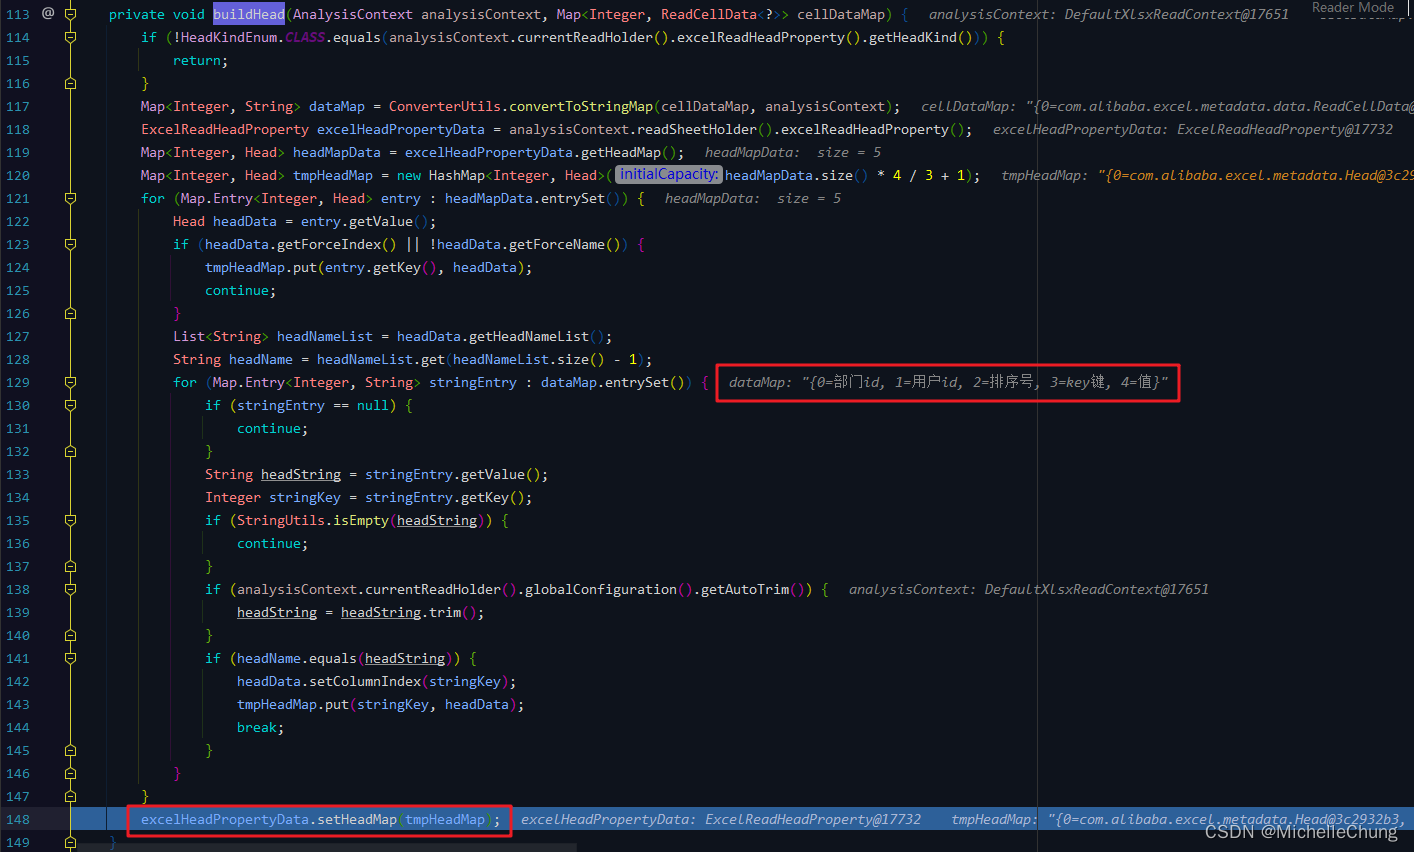 Reader Mode
113 @ private void buildHead(AnalysisContext analysisContext, Map<Integer, ReadCellData<?>> cellDataMap) { analysisContext: DefaultXlsxReadContext@17651
114 if (!HeadKindEnum.CLASS.equals(analysisContext.currentReadHolder().excelReadHeadProperty().getHeadKind())) {
115 return;
116 }
117 Map<Integer, String> dataMap = ConverterUtils.convertToStringMap(cellDataMap, analysisContext); cellDataMap: "{0=com.alibaba.excel.metadata.data.ReadCellData@
118 ExcelReadHeadProperty excelHeadPropertyData = analysisContext.readSheetHolder().excelReadHeadProperty(); excelHeadPropertyData: ExcelReadHeadProperty@17732
119 Map<Integer, Head> headMapData = excelHeadPropertyData.getHeadMap(); headMapData: size = 5
120 Map<Integer, Head> tmpHeadMap = new HashMap<Integer, Head>( initialCapacity: headMapData.size() * 4 / 3 + 1); tmpHeadMap: "{0=com.alibaba.excel.metadata.Head@3c29
121 for (Map.Entry<Integer, Head> entry : headMapData.entrySet()) { headMapData: size = 5
122 Head headData = entry.getValue();
123 if (headData.getForceIndex() || !headData.getForceName()) {
124 tmpHeadMap.put(entry.getKey(), headData);
125 continue;
126 }
127 List<String> headNameList = headData.getHeadNameList();
128 String headName = headNameList.get(headNameList.size() - 1);
129 for (Map.Entry<Integer, String> stringEntry : dataMap.entrySet()) { dataMap: "{0=部门id, 1=用户id, 2=排序号, 3=key键, 4=值}"
130 if (stringEntry == null) {
131 continue;
132 }
133 String headString = stringEntry.getValue();
134 Integer stringKey = stringEntry.getKey();
135 if (StringUtils.isEmpty(headString)) {
136 continue;
137 }
138 if (analysisContext.currentReadHolder().globalConfiguration().getAutoTrim()) { analysisContext: DefaultXlsxReadContext@17651
139 headString = headString.trim();
140 }
141 if (headName.equals(headString)) {
142 headData.setColumnIndex(stringKey);
143 tmpHeadMap.put(stringKey, headData);
144 break;
145 }
146 }
147 }
148 excelHeadPropertyData.setHeadMap(tmpHeadMap); excelHeadPropertyData: ExcelReadHeadProperty@17732 tmpHeadMap: "{0=com.alibaba.excel.metadata.Head@3c2932b3,
149 }
CSDN @MichelleChung